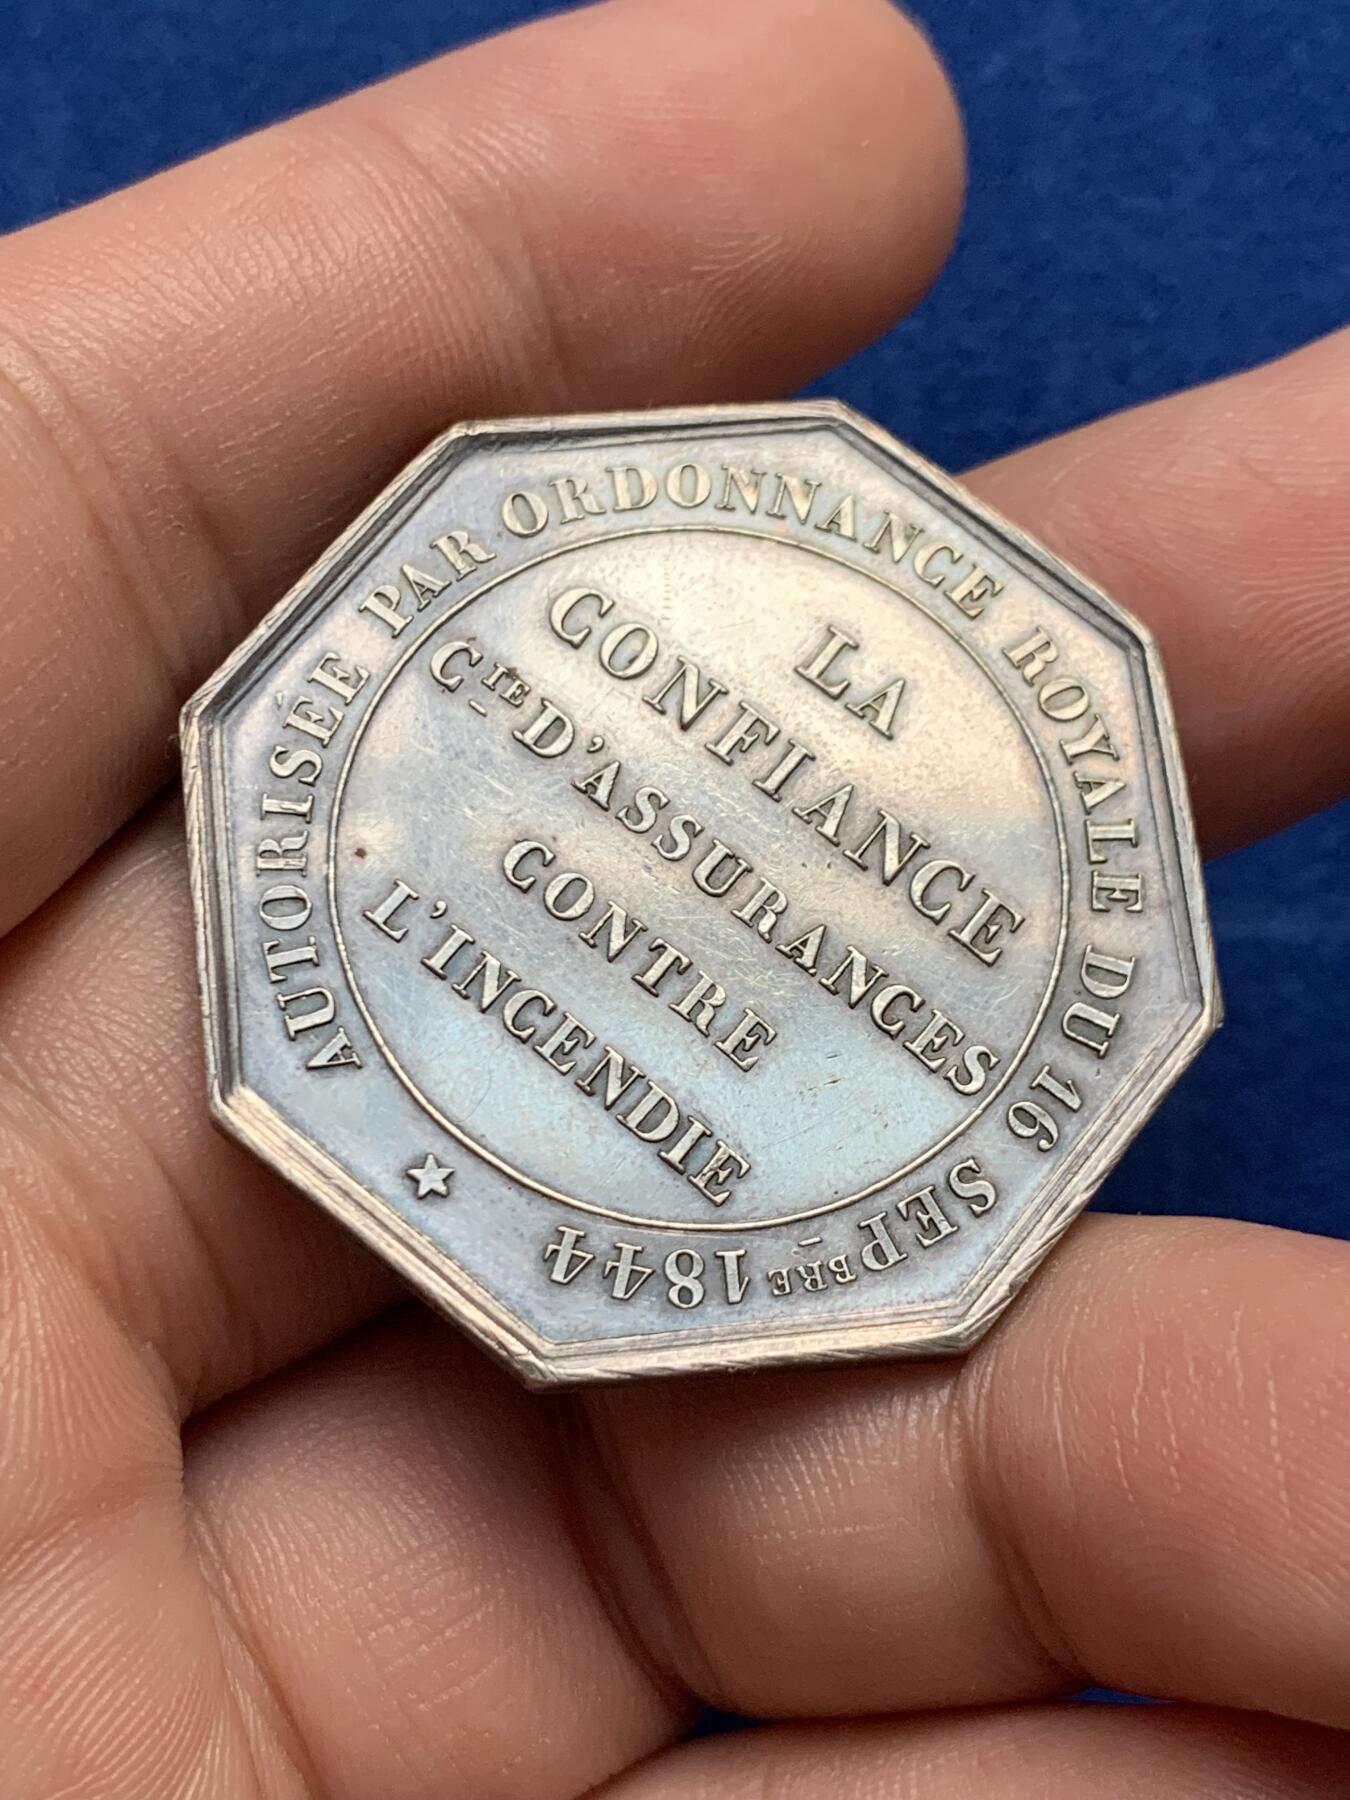 AUTORISÉE PAR ORDONNANCE ROYALE DU 16 SEPBRE 1844
LA
CONFIANCE
CIE D'ASSURANCES
CONTRE
L'INCENDIE